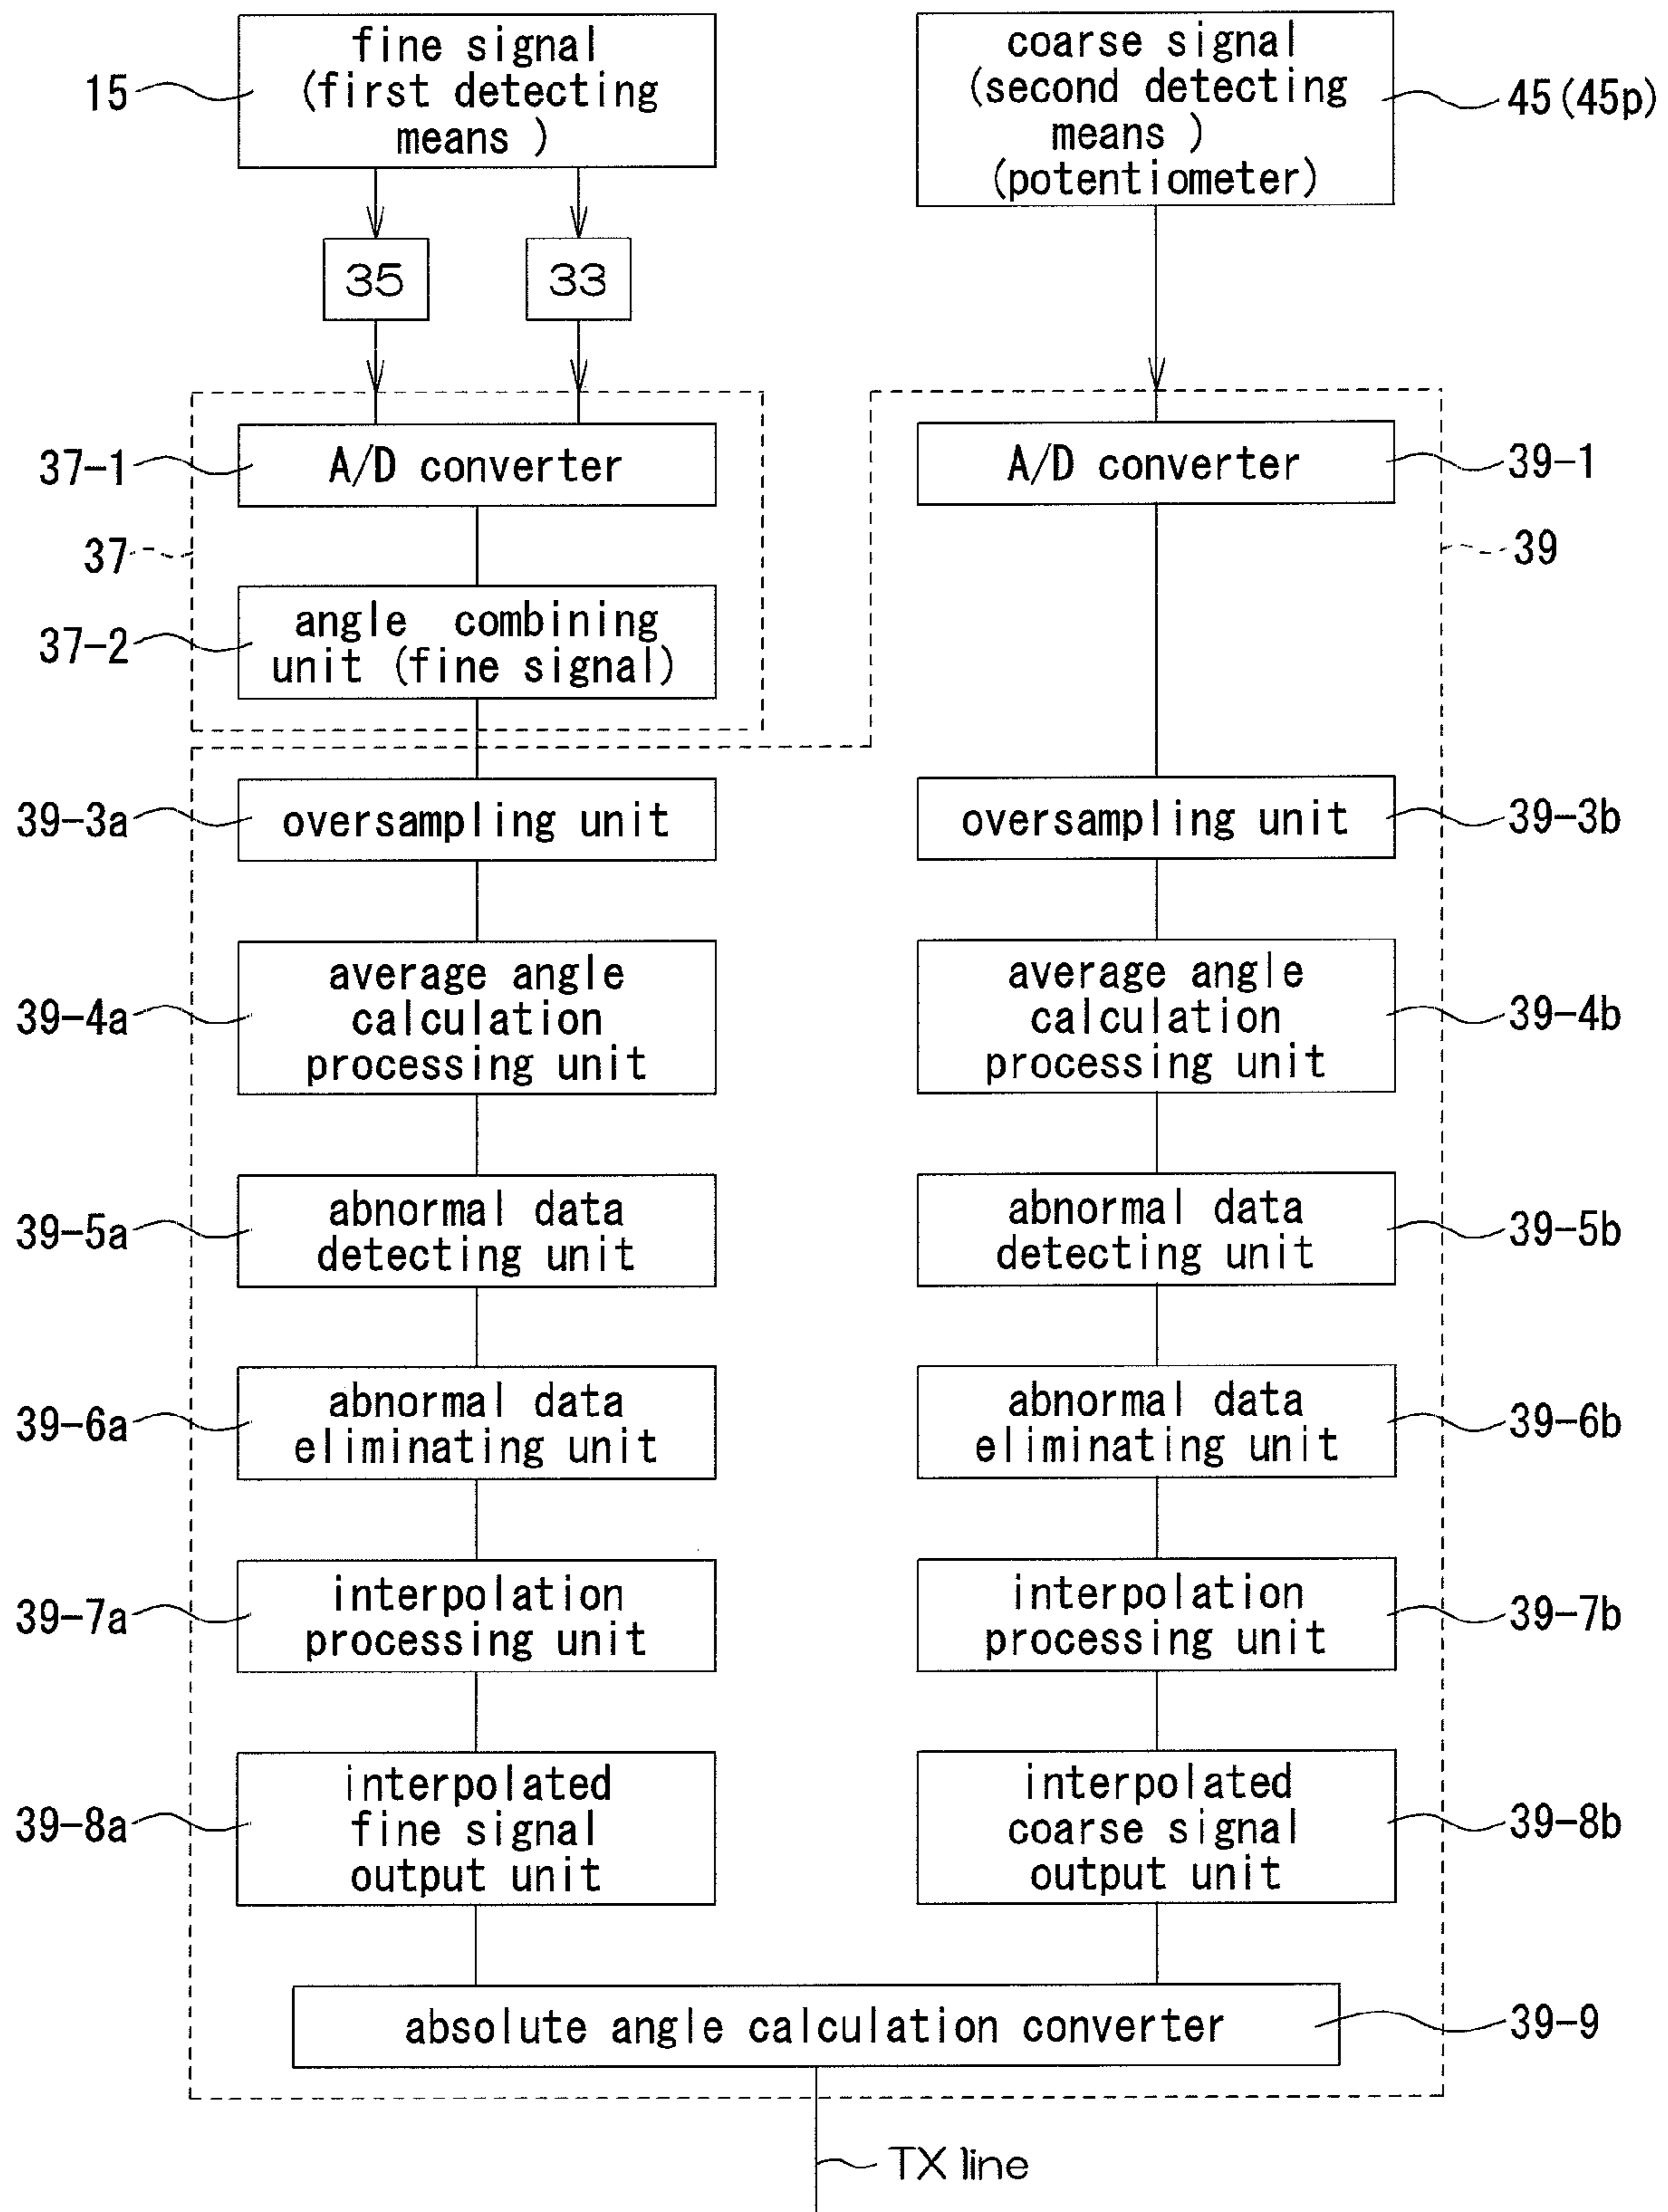 fine signal
(first detecting
means )
15
coarse signal
(second detecting
means )
(potentiometer)
45(45p)
35
33
A/D converter
37-1
A/D converter
39-1
37
39
angle combining
unit (fine signal)
37-2
oversampling unit
39-3a
oversampling unit
39-3b
average angle
calculation
processing unit
39-4a
average angle
calculation
processing unit
39-4b
abnormal data
detecting unit
39-5a
abnormal data
detecting unit
39-5b
abnormal data
eliminating unit
39-6a
abnormal data
eliminating unit
39-6b
interpolation
processing unit
39-7a
interpolation
processing unit
39-7b
interpolated
fine signal
output unit
39-8a
interpolated
coarse signal
output unit
39-8b
absolute angle calculation converter
39-9
TX line